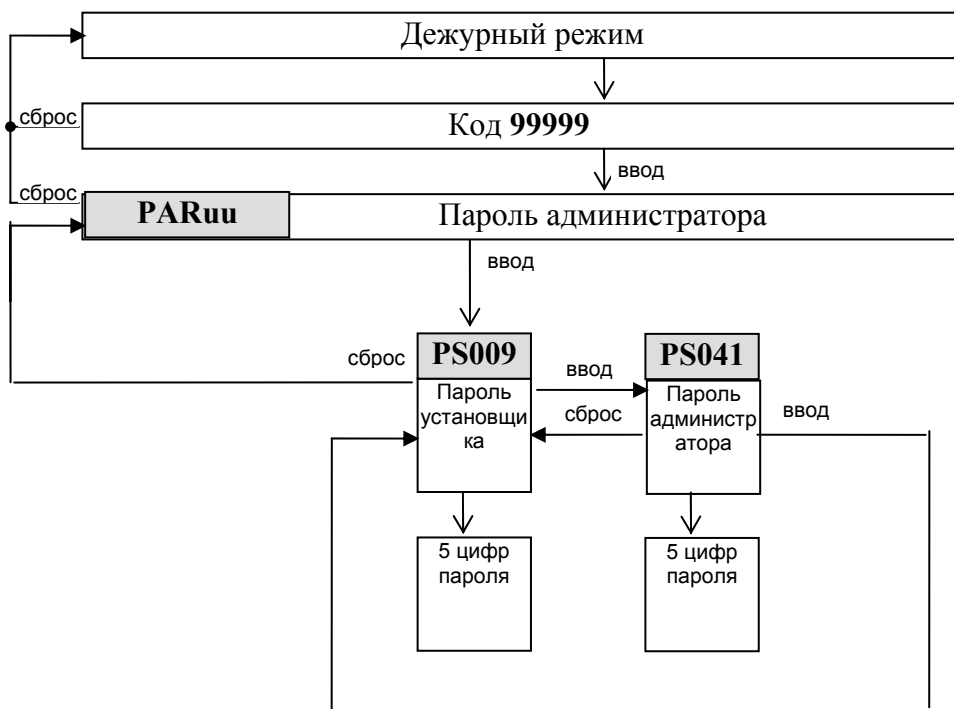 Дежурный режим
сброс
Код 99999
ввод
сброс
PARuu
Пароль администратора
ввод
сброс
PS009
ввод
PS041
Пароль
установщи
ка
сброс
Пароль
администр
атора
ввод
5 цифр
пароля
5 цифр
пароля